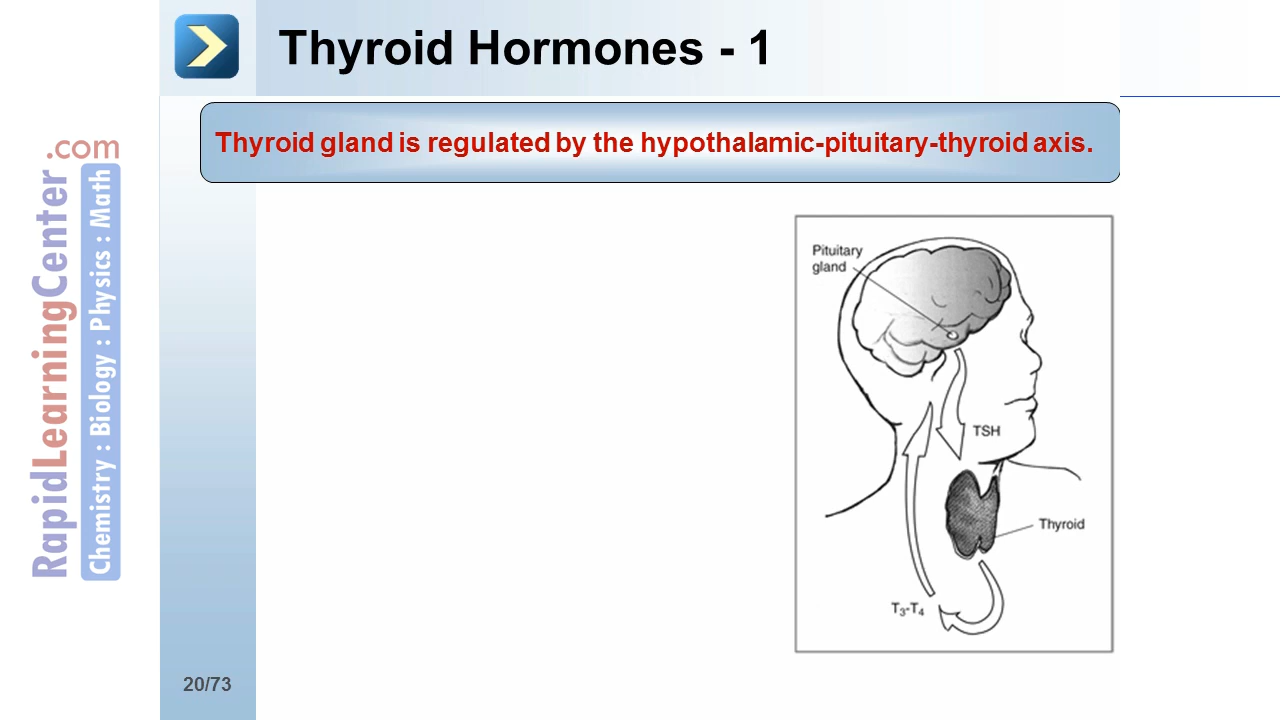 Thyroid Hormones - 1
Thyroid gland is regulated by the hypothalamic-pituitary-thyroid axis.
RapidLearningCenter.com
Chemistry : Biology : Physics : Math
Pituitary
gland
TSH
Thyroid
T₃-T₄
20/73